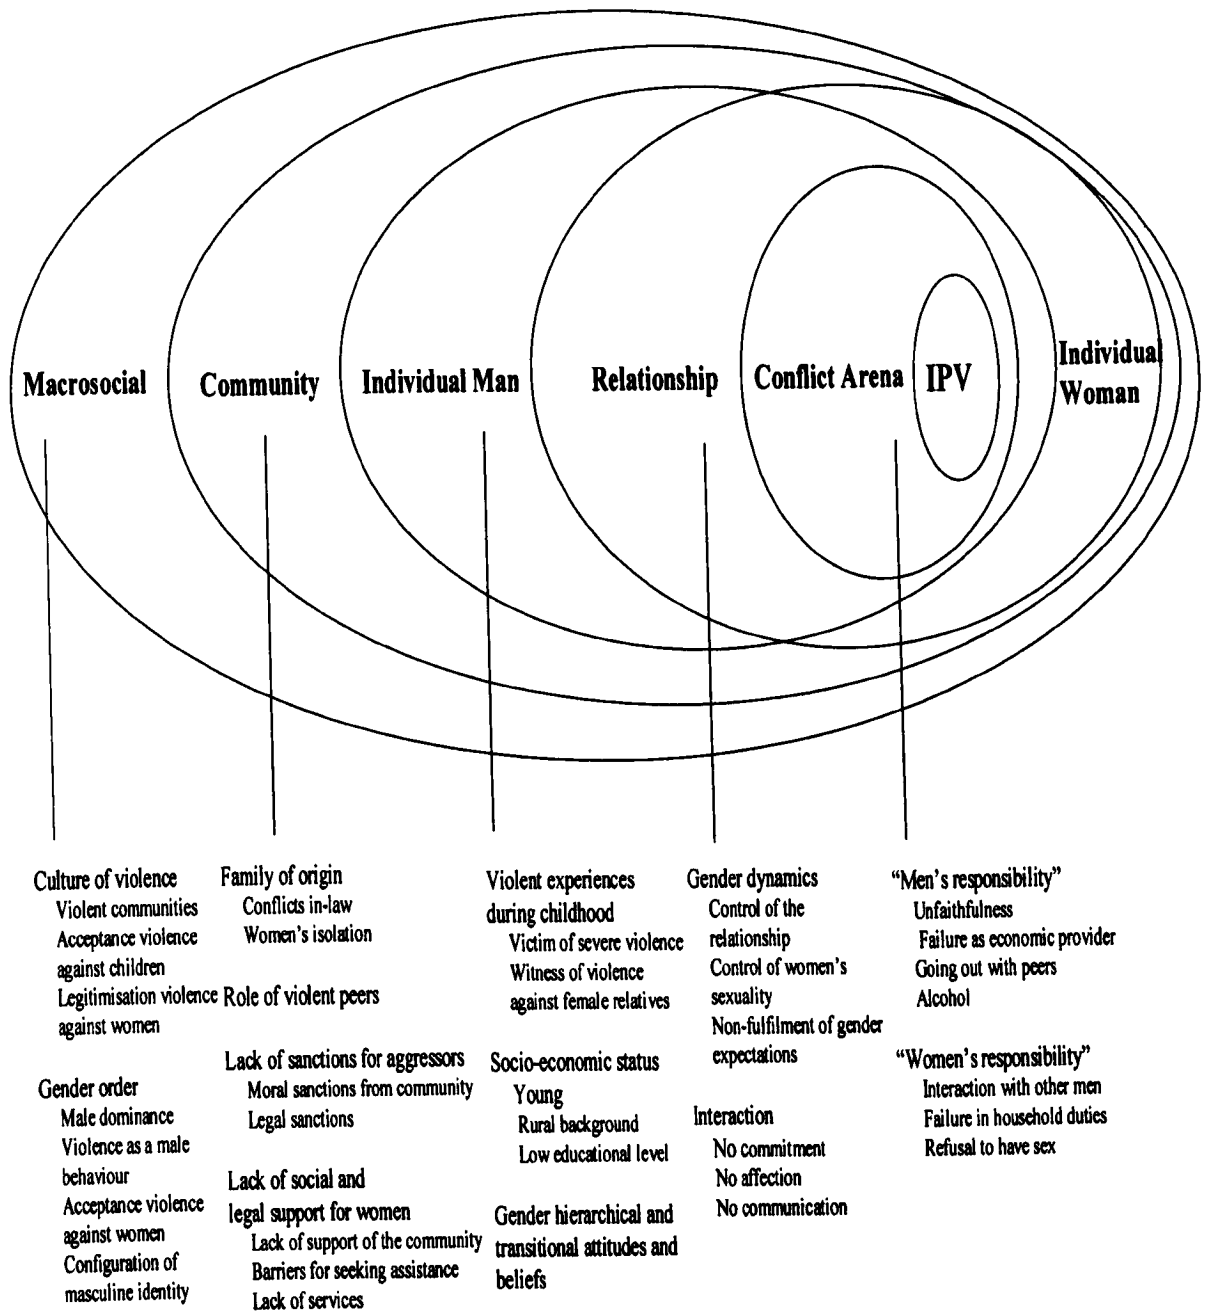 Macrosocial
Community
Individual Man
Relationship
Conflict Arena
IPV
Individual
Woman
Culture of violence
Violent communities
Acceptance violence
against children
Legitimisation violence
against women
Gender order
Male dominance
Violence as a male
behaviour
Acceptance violence
against women
Configuration of
masculine identity
Family of origin
Conflicts in-law
Women's isolation
Role of violent peers
Lack of sanctions for aggressors
Moral sanctions from community
Legal sanctions
Lack of social and
legal support for women
Lack of support of the community
Barriers for seeking assistance
Lack of services
Violent experiences
during childhood
Victim of severe violence
Witness of violence
against female relatives
Socio-economic status
Young
Rural background
Low educational level
Gender hierarchical and
transitional attitudes and
beliefs
Gender dynamics
Control of the
relationship
Control of women's
sexuality
Non-fulfilment of gender
expectations
Interaction
No commitment
No affection
No communication
"Men's responsibility"
Unfaithfulness
Failure as economic provider
Going out with peers
Alcohol
"Women's responsibility"
Interaction with other men
Failure in household duties
Refusal to have sex